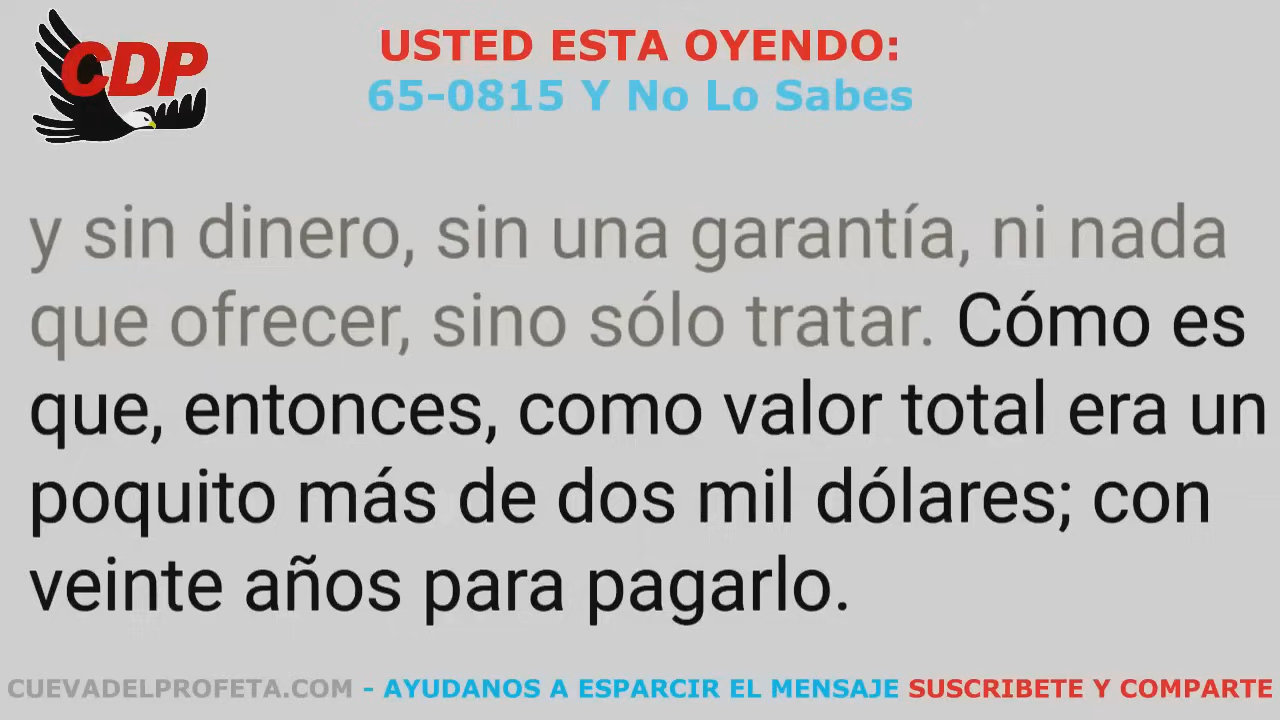 CDP
USTED ESTA OYENDO:
65-0815 Y No Lo Sabes
y sin dinero, sin una garantía, ni nada
que ofrecer, sino sólo tratar. Cómo es
que, entonces, como valor total era un
poquito más de dos mil dólares; con
veinte años para pagarlo.
CUEVADELPROFETA.COM - AYUDANOS A ESPARCIR EL MENSAJE SUSCRIBETE Y COMPARTE